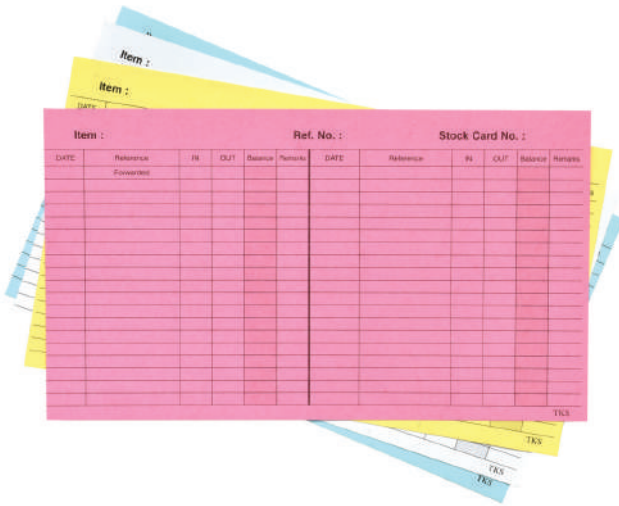 Item :
Item :
DATE
Item : Ref. No. : Stock Card No. :
DATE Reference IN OUT Balance Remarks DATE Reference IN OUT Balance Remarks
Forwarded
TKS
TKS
TKS
TKS